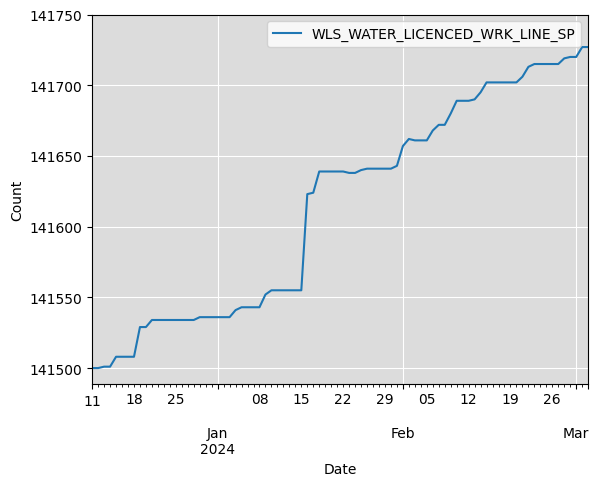 WLS_WATER_LICENCED_WRK_LINE_SP
141750
141700
141650
141600
141550
141500
Count
11 18 25 08 15 22 29 05 12 19 26
Jan Feb Mar
2024
Date